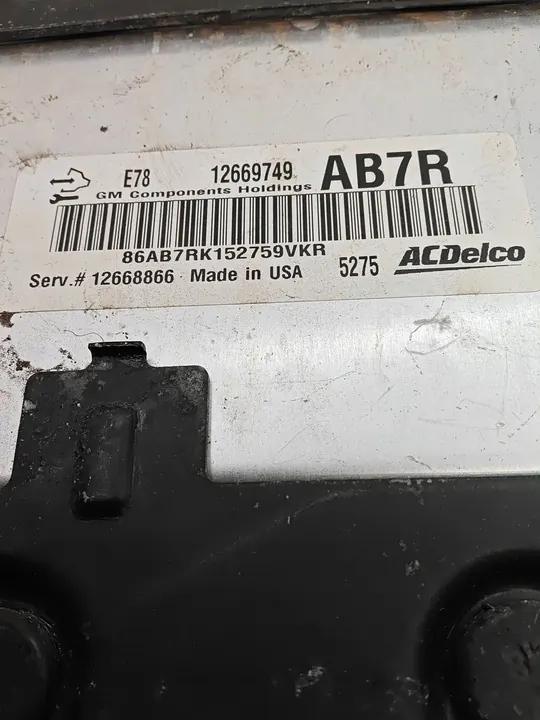 E78 12669749 AB7R
GM Components Holdings
86AB7RK152759VKR
Serv.# 12668866 Made in USA 5275 ACDelco